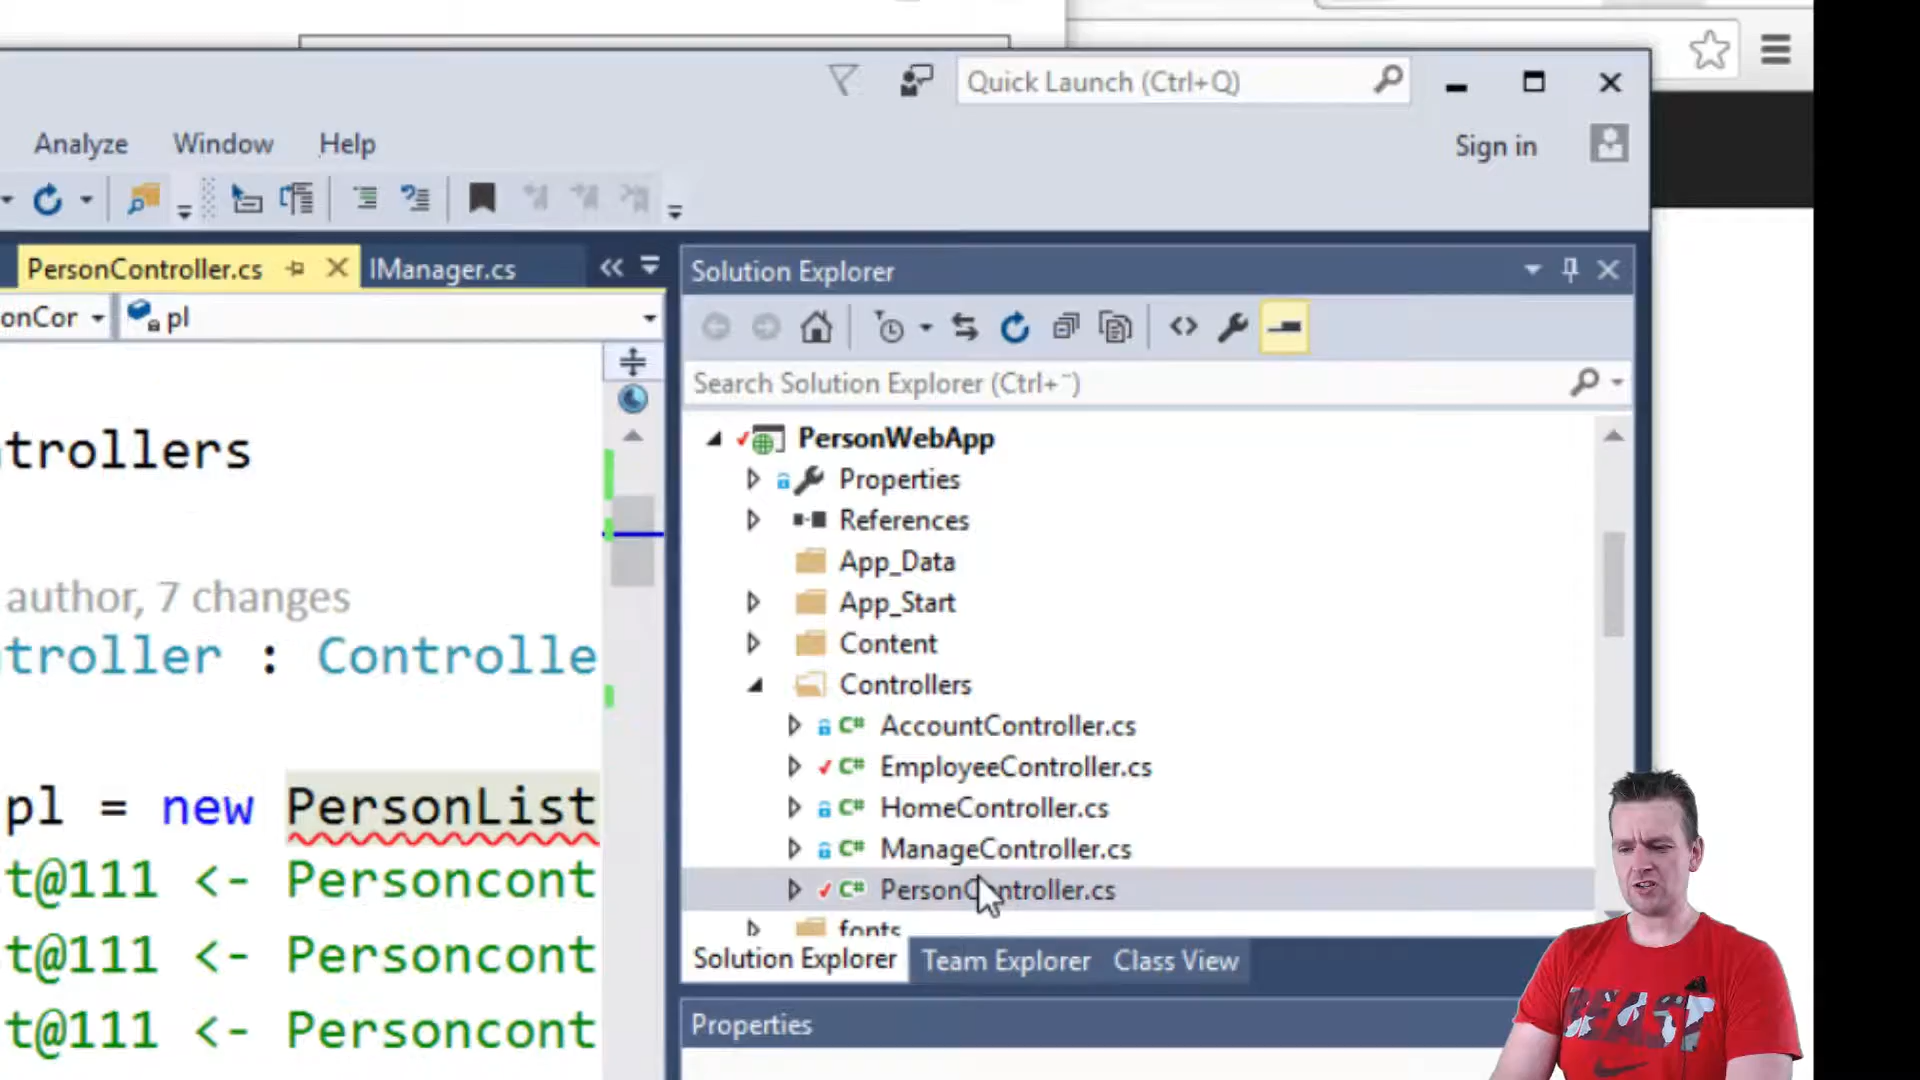 Quick Launch (Ctrl+Q)
Analyze Window Help
Sign in
PersonController.cs IManager.cs
onCor pl
Solution Explorer
Search Solution Explorer (Ctrl+¨)
PersonWebApp
Properties
References
App_Data
App_Start
Content
Controllers
AccountController.cs
EmployeeController.cs
HomeController.cs
ManageController.cs
PersonController.cs
fonts
Solution Explorer Team Explorer Class View
Properties
trollers
author, 7 changes
troller : Controlle
pl = new PersonList
t@111 <- Personcont
t@111 <- Personcont
t@111 <- Personcont
BEAST